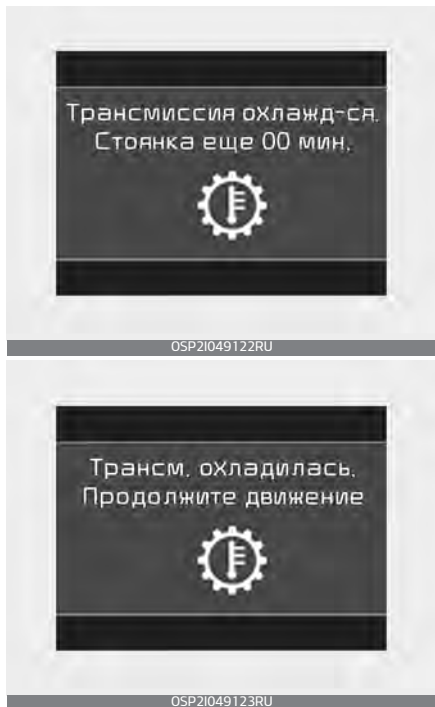 Трансмиссия охлажд-ся.
Стоянка еще 00 мин.
OSP2I049122RU
Трансм. охладилась.
Продолжите движение
OSP2I049123RU